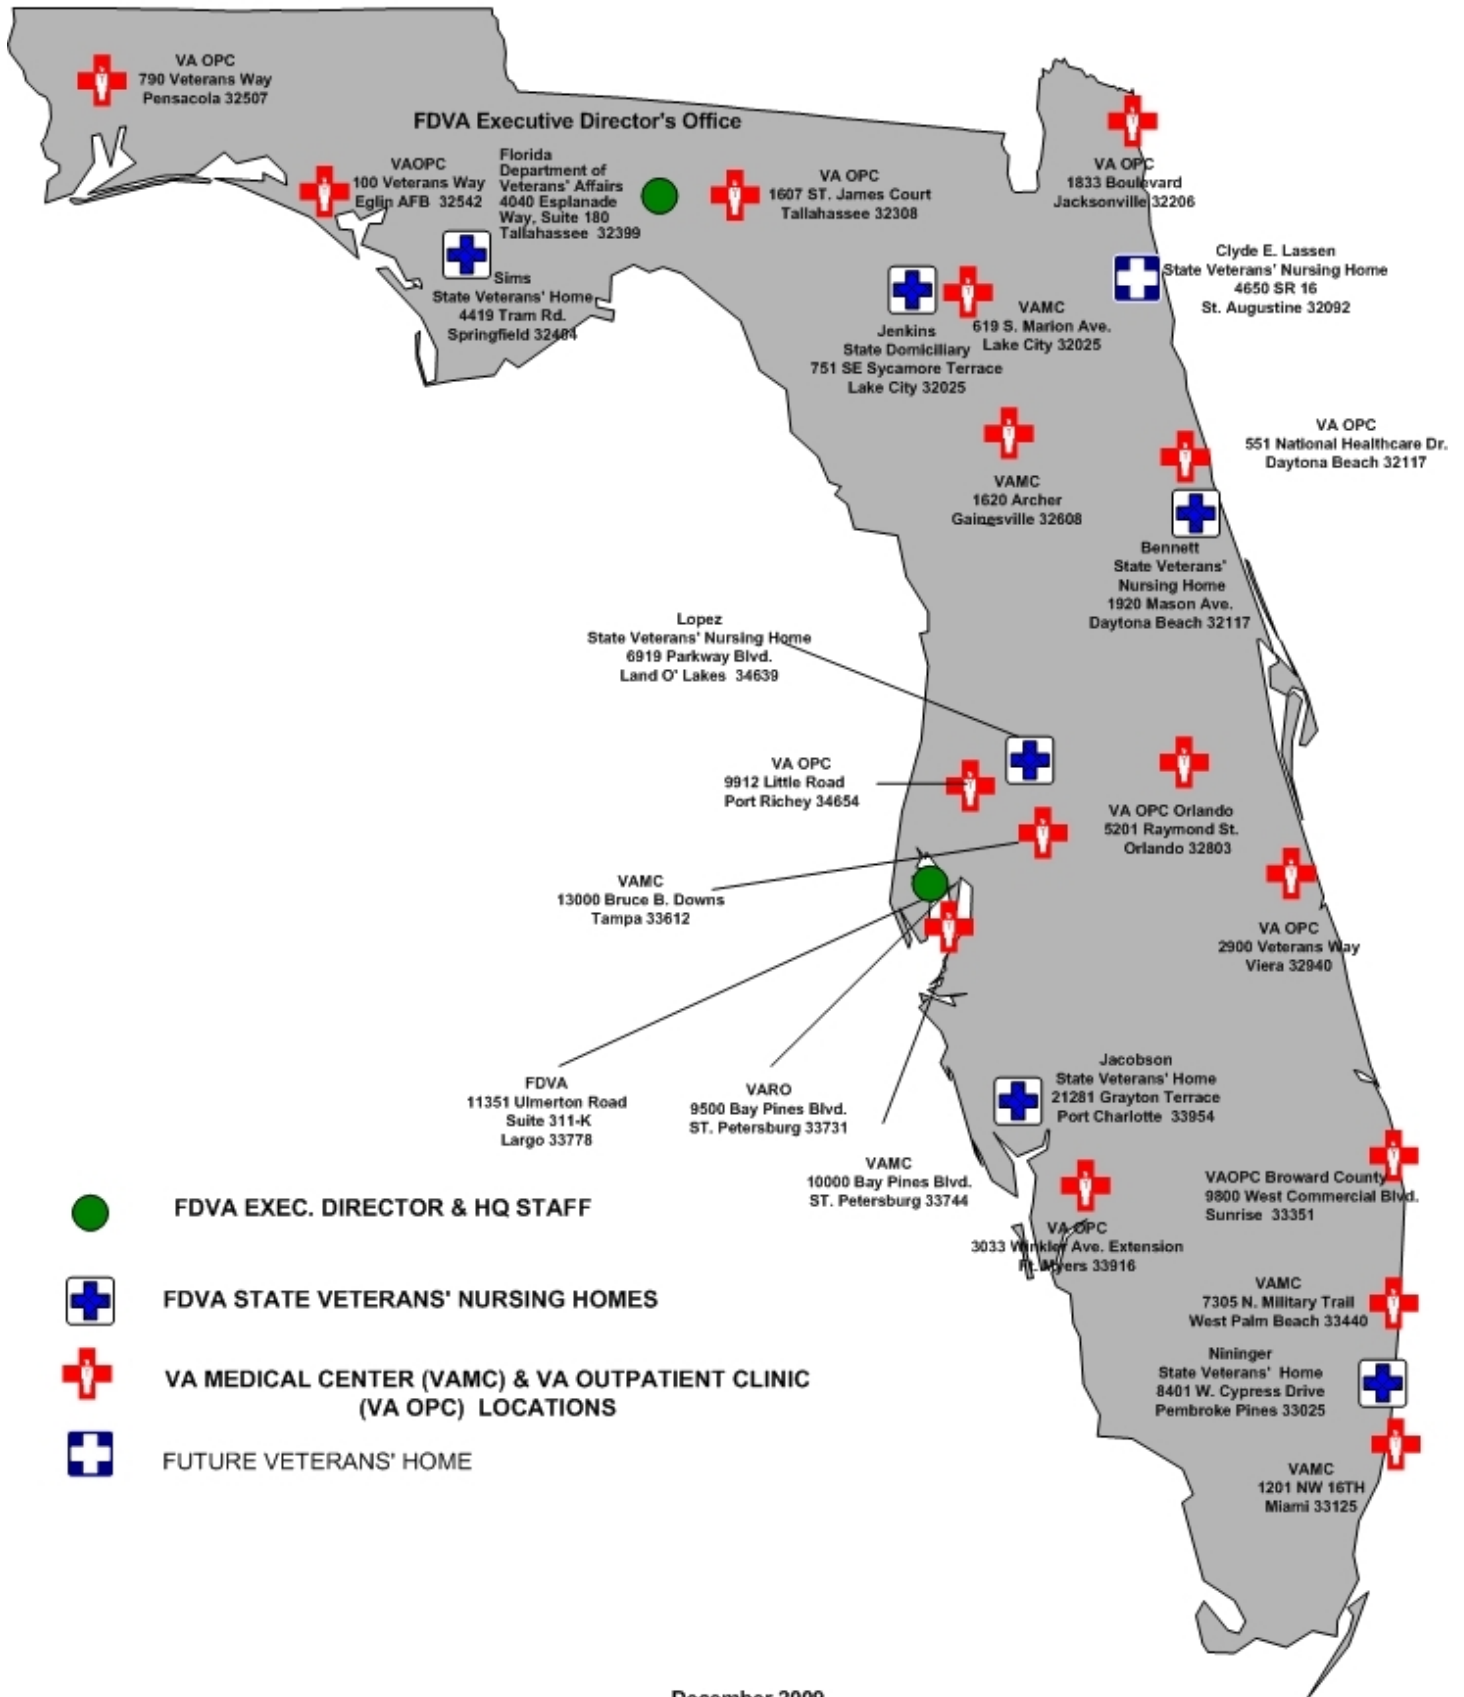 VA OPC
790 Veterans Way
Pensacola 32507
FDVA Executive Director's Office
VAOPC
100 Veterans Way
Eglin AFB 32542
Florida
Department of
Veterans' Affairs
4040 Esplanade
Way, Suite 180
Tallahassee 32399
VA OPC
1607 ST. James Court
Tallahassee 32308
VA OPC
1833 Boulevard
Jacksonville 32206
Sims
State Veterans' Home
4419 Tram Rd.
Springfield 32404
Clyde E. Lassen
State Veterans' Nursing Home
4650 SR 16
St. Augustine 32092
VAMC
619 S. Marion Ave.
Lake City 32025
Jenkins
State Domiciliary
751 SE Sycamore Terrace
Lake City 32025
VA OPC
551 National Healthcare Dr.
Daytona Beach 32117
VAMC
1620 Archer
Gainesville 32608
Bennett
State Veterans'
Nursing Home
1920 Mason Ave.
Daytona Beach 32117
Lopez
State Veterans' Nursing Home
6919 Parkway Blvd.
Land O' Lakes 34639
VA OPC
9912 Little Road
Port Richey 34654
VA OPC Orlando
5201 Raymond St.
Orlando 32803
VAMC
13000 Bruce B. Downs
Tampa 33612
VA OPC
2900 Veterans Way
Viera 32940
FDVA
11351 Ulmerton Road
Suite 311-K
Largo 33778
VARO
9500 Bay Pines Blvd.
ST. Petersburg 33731
VAMC
10000 Bay Pines Blvd.
ST. Petersburg 33744
Jacobson
State Veterans' Home
21281 Grayton Terrace
Port Charlotte 33954
VA OPC
3033 Winkler Ave. Extension
Ft. Myers 33916
VAOPC Broward County
9800 West Commercial Blvd.
Sunrise 33351
VAMC
7305 N. Military Trail
West Palm Beach 33440
Nininger
State Veterans' Home
8401 W. Cypress Drive
Pembroke Pines 33025
VAMC
1201 NW 16TH
Miami 33125
FDVA EXEC. DIRECTOR & HQ STAFF
FDVA STATE VETERANS' NURSING HOMES
VA MEDICAL CENTER (VAMC) & VA OUTPATIENT CLINIC
(VA OPC) LOCATIONS
FUTURE VETERANS' HOME
December 2009